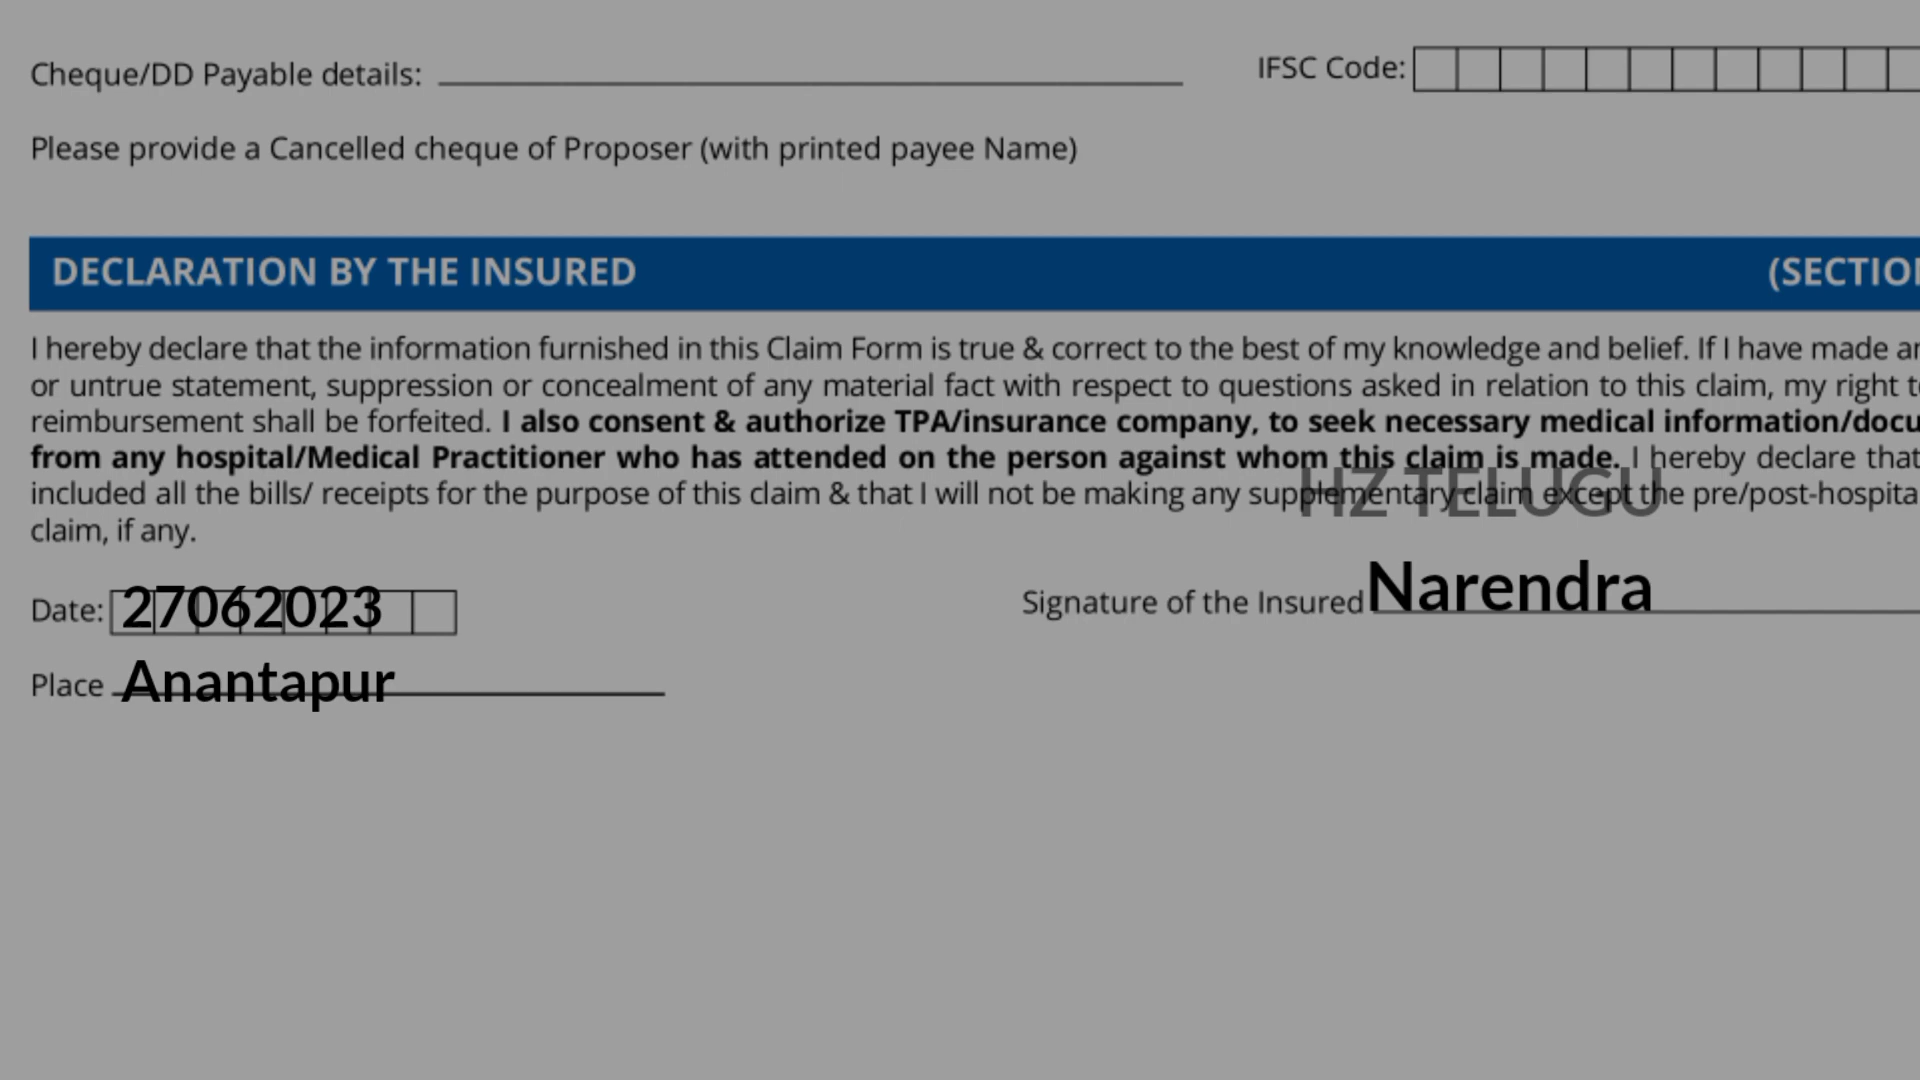 Cheque/DD Payable details:
IFSC Code:
Please provide a Cancelled cheque of Proposer (with printed payee Name)
DECLARATION BY THE INSURED
(SECTIO
I hereby declare that the information furnished in this Claim Form is true & correct to the best of my knowledge and belief. If I have made a
or untrue statement, suppression or concealment of any material fact with respect to questions asked in relation to this claim, my right t
reimbursement shall be forfeited. I also consent & authorize TPA/insurance company, to seek necessary medical information/docu
from any hospital/Medical Practitioner who has attended on the person against whom this claim is made. I hereby declare that
included all the bills/ receipts for the purpose of this claim & that I will not be making any supplementary claim except the pre/post-hospita
claim, if any.
HZ TELUGU
Date: 27062023
Signature of the Insured Narendra
Place Anantapur